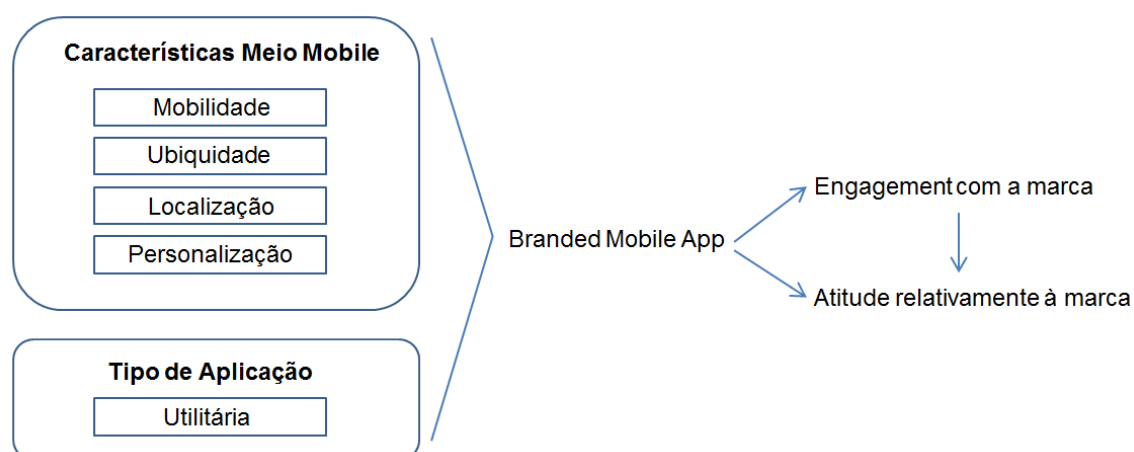 Características Meio Mobile
Mobilidade
Ubiquidade
Localização
Personalização
Tipo de Aplicação
Utilitária
Branded Mobile App
Engagement com a marca
Atitude relativamente à marca